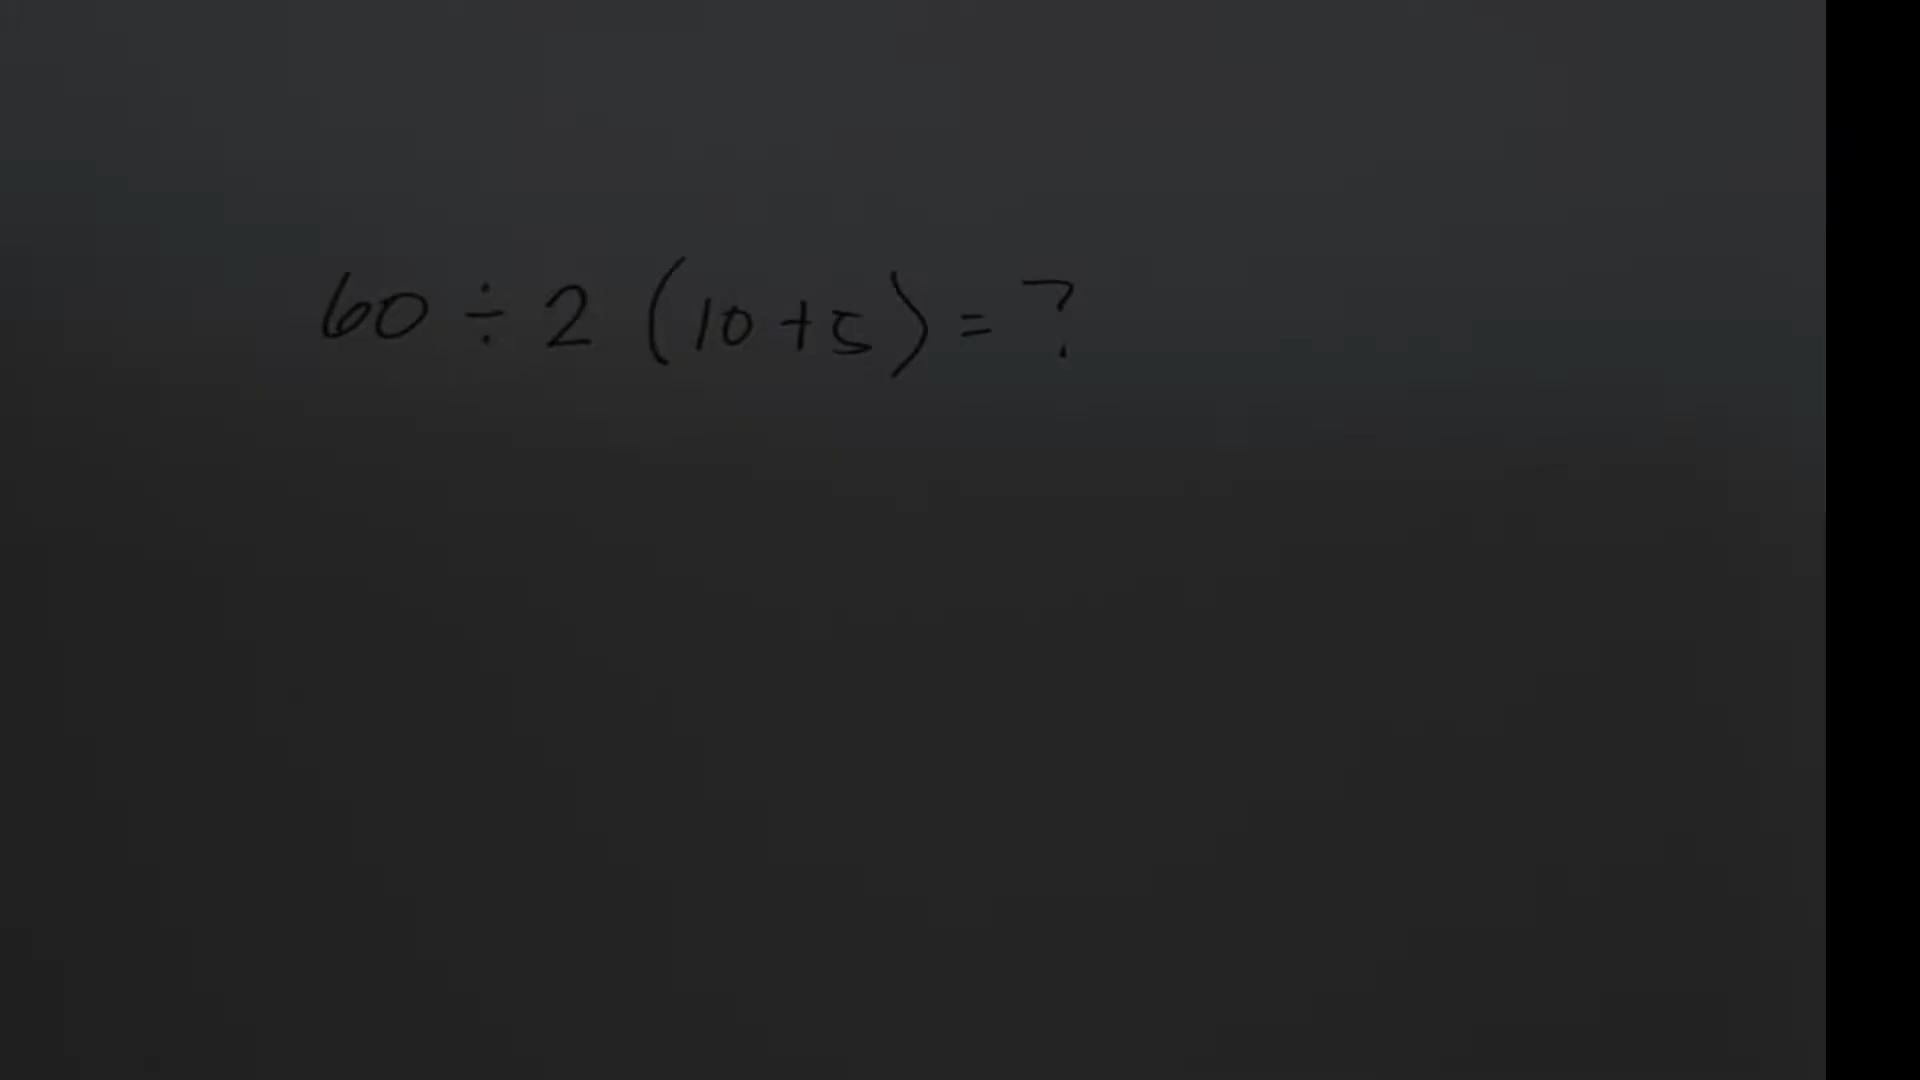 60 ÷ 2 (10 + 5) = ?